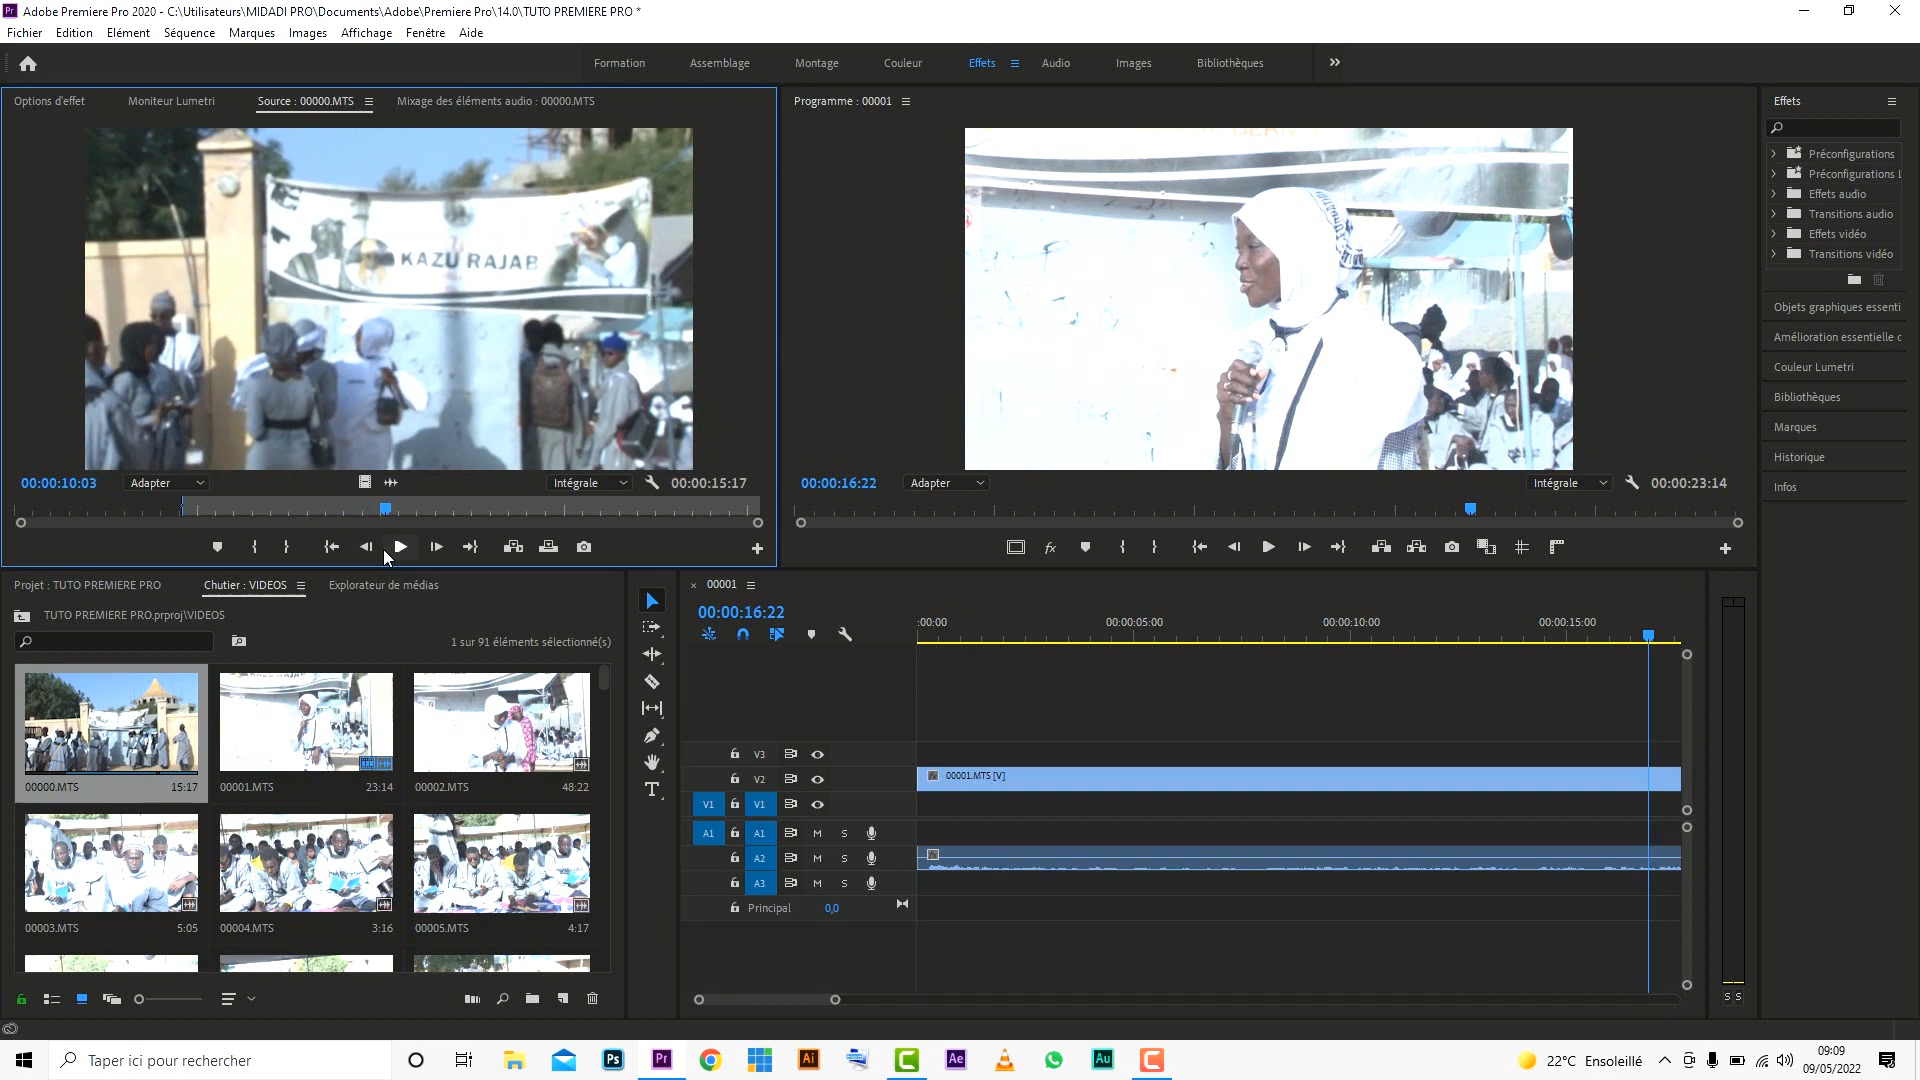 Adobe Premiere Pro 2020 - C:\Utilisateurs\MIDADI PRO\Documents\Adobe\Premiere Pro\14.0\TUTO PREMIERE PRO *
Fichier Edition Elément Séquence Marques Images Affichage Fenêtre Aide
Formation Assemblage Montage Couleur Effets Audio Images Bibliothèques
Options d'effet Moniteur Lumetri Source : 00000.MTS Mixage des éléments audio : 00000.MTS
KAZU RAJAB
00:00:10:03 Adapter Intégrale 00:00:15:17
Programme : 00001
00:00:16:22 Adapter Intégrale 00:00:23:14
Effets
Préconfigurations
Préconfigurations L
Effets audio
Transitions audio
Effets vidéo
Transitions vidéo
Objets graphiques essenti
Amélioration essentielle c
Couleur Lumetri
Bibliothèques
Marques
Historique
Infos
Projet : TUTO PREMIERE PRO Chutier : VIDEOS Explorateur de médias
TUTO PREMIERE PRO.prproj\VIDEOS
1 sur 91 éléments sélectionné(s)
00000.MTS 15:17 00001.MTS 23:14 00002.MTS 48:22
00003.MTS 5:05 00004.MTS 3:16 00005.MTS 4:17
× 00001
00:00:16:22
:00:00 00:00:05:00 00:00:10:00 00:00:15:00
V3
V2 00001.MTS [V]
V1 V1
A1 A1 M S
A2 M S
A3 M S
Principal 0,0
S S
Taper ici pour rechercher
22°C Ensoleillé
09:09
09/05/2022